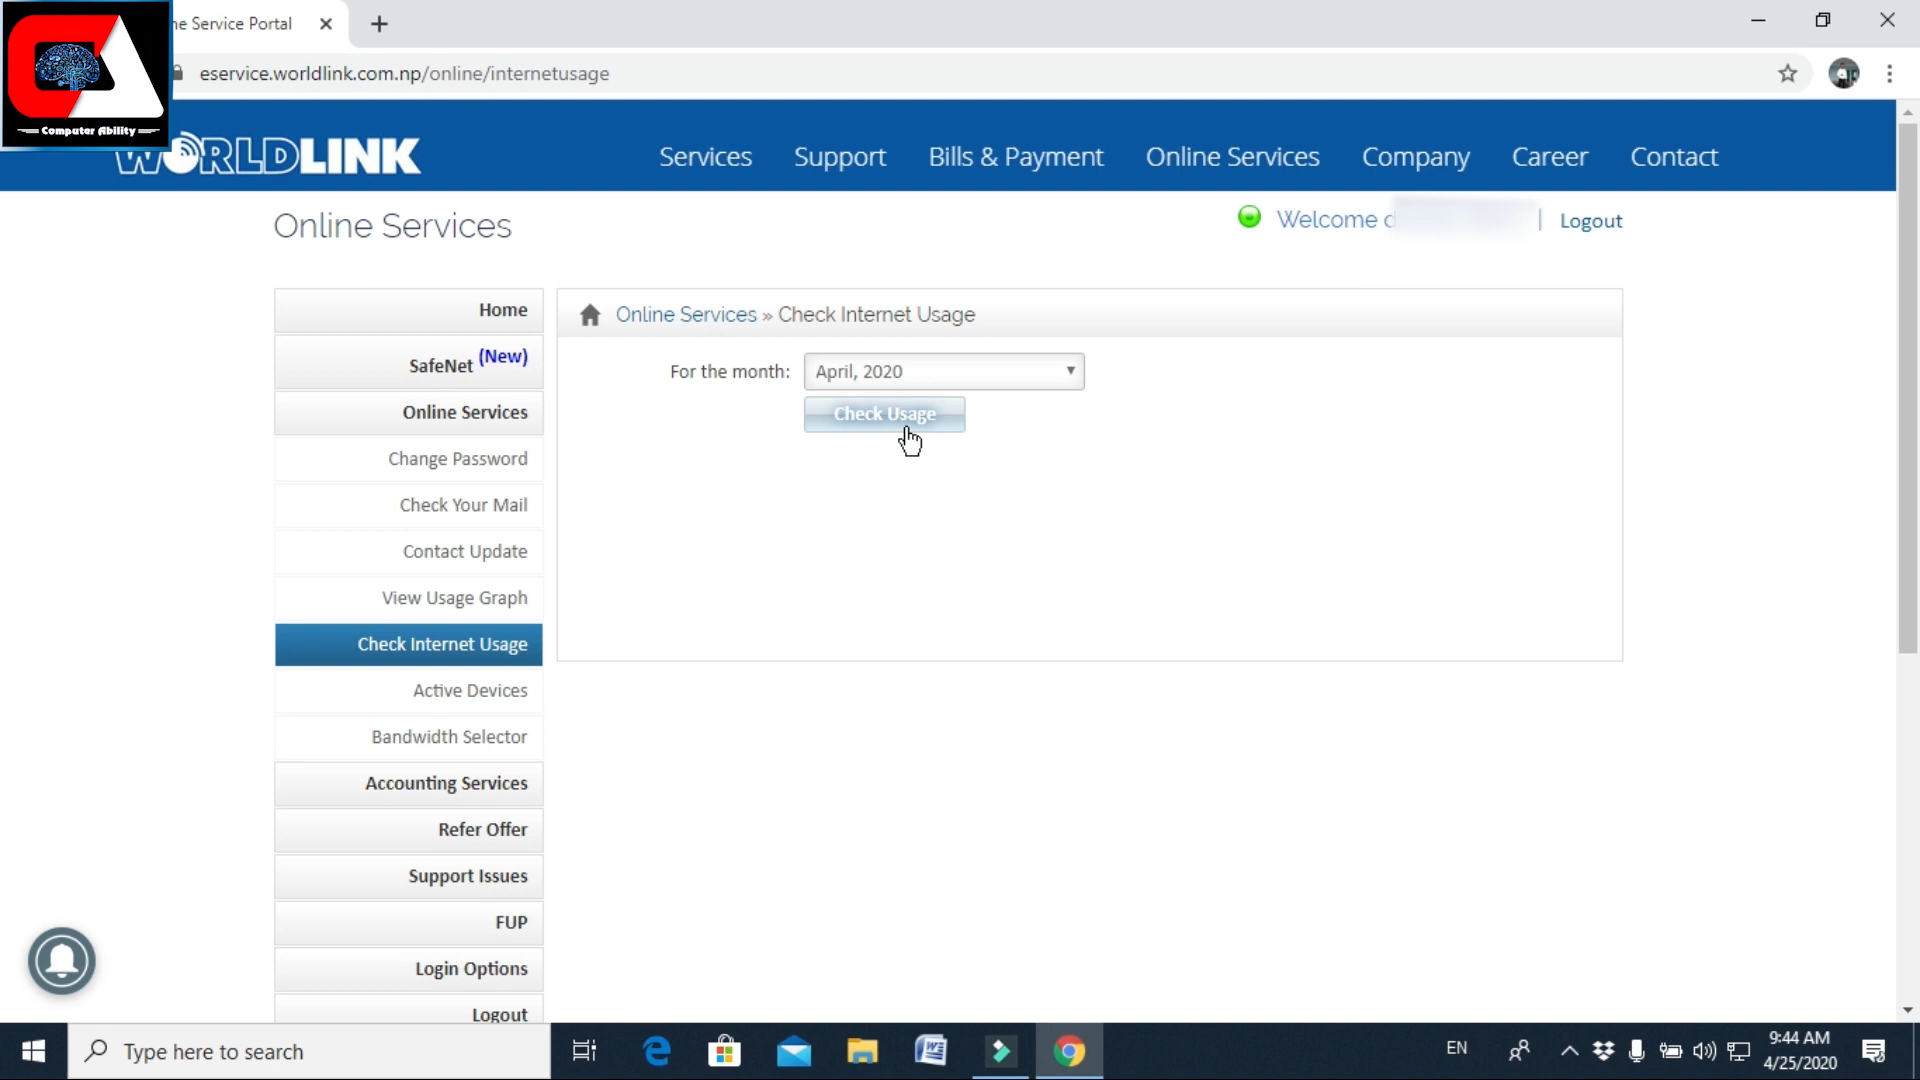 Service Portal
eservice.worldlink.com.np/online/internetusage
Computer Ability
WORLDLINK
Services Support Bills & Payment Online Services Company Career Contact
Online Services
Welcome d
| Logout
Home
SafeNet (New)
Online Services
Change Password
Check Your Mail
Contact Update
View Usage Graph
Check Internet Usage
Active Devices
Bandwidth Selector
Accounting Services
Refer Offer
Support Issues
FUP
Login Options
Logout
Online Services » Check Internet Usage
For the month: April, 2020
Check Usage
Type here to search
EN
9:44 AM
4/25/2020